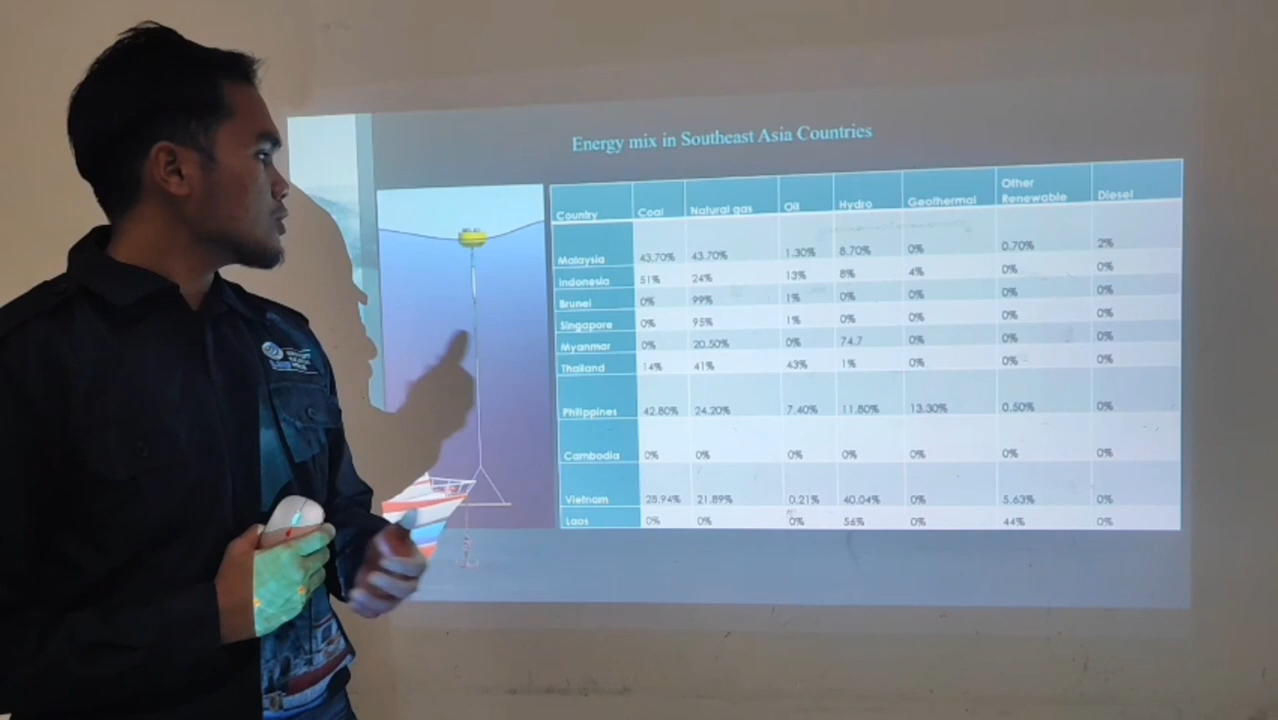 Energy mix in Southeast Asia Countries
Country Coal Natural gas Oil Hydro Geothermal Other Renewable Diesel
Malaysia 43.70% 43.70% 1.30% 8.70% 0% 0.70% 2%
Indonesia 51% 24% 13% 8% 4% 0% 0%
Brunei 0% 99% 1% 0% 0% 0% 0%
Singapore 0% 95% 1% 0% 0% 0% 0%
Myanmar 0% 20.50% 0% 74.7 0% 0% 0%
Thailand 14% 41% 43% 1% 0% 0% 0%
Philippines 42.80% 24.20% 7.40% 11.80% 13.30% 0.50% 0%
Cambodia 0% 0% 0% 0% 0% 0% 0%
Vietnam 28.94% 21.89% 0.21% 40.04% 0% 5.63% 0%
Laos 0% 0% 0% 56% 0% 44% 0%